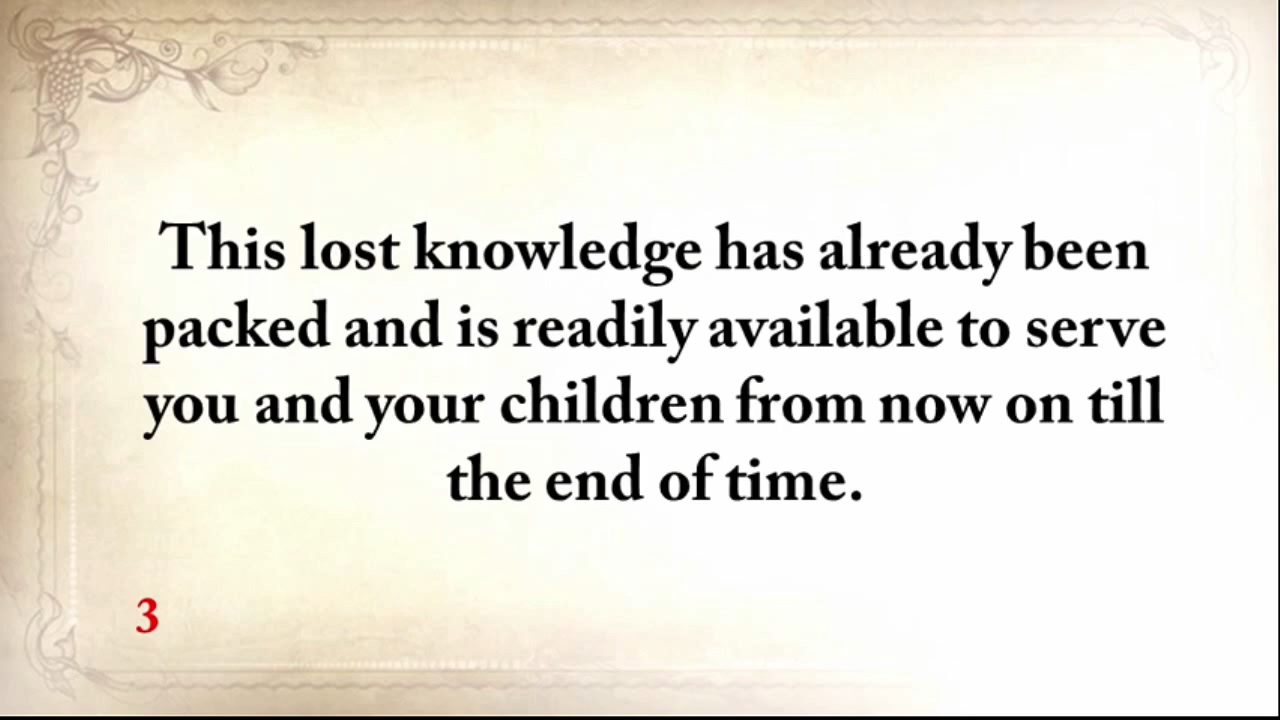 This lost knowledge has already been
packed and is readily available to serve
you and your children from now on till
the end of time.
3